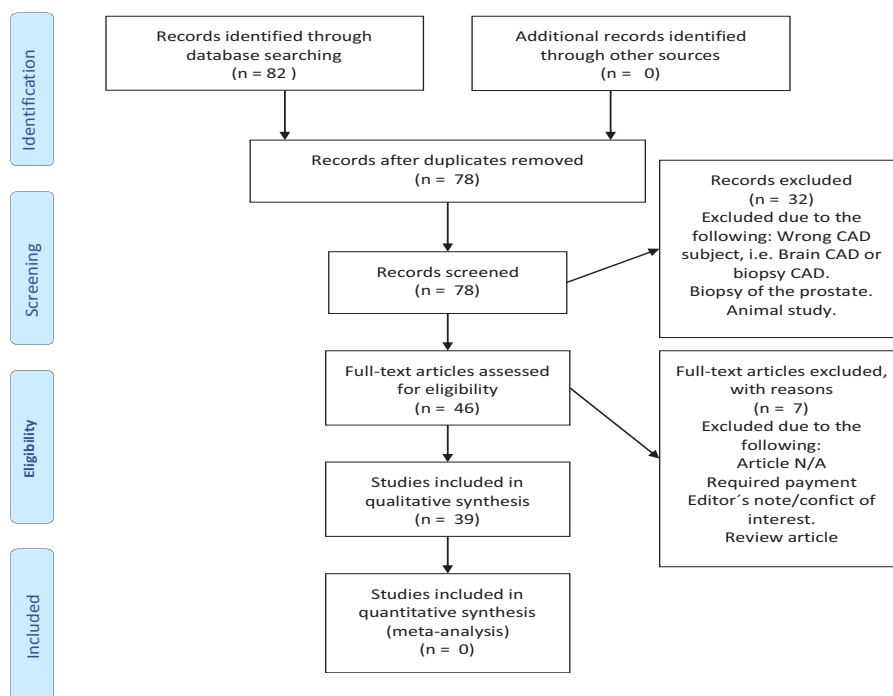 Identification
Records identified through
database searching
(n = 82 )
Additional records identified
through other sources
(n = 0)
Records after duplicates removed
(n = 78)
Screening
Records screened
(n = 78)
Records excluded
(n = 32)
Excluded due to the
following: Wrong CAD
subject, i.e. Brain CAD or
biopsy CAD.
Biopsy of the prostate.
Animal study.
Eligibility
Full-text articles assessed
for eligibility
(n = 46)
Full-text articles excluded,
with reasons
(n = 7)
Excluded due to the
following:
Article N/A
Required payment
Editor´s note/confict of
interest.
Review article
Studies included in
qualitative synthesis
(n = 39)
Included
Studies included in
quantitative synthesis
(meta-analysis)
(n = 0)